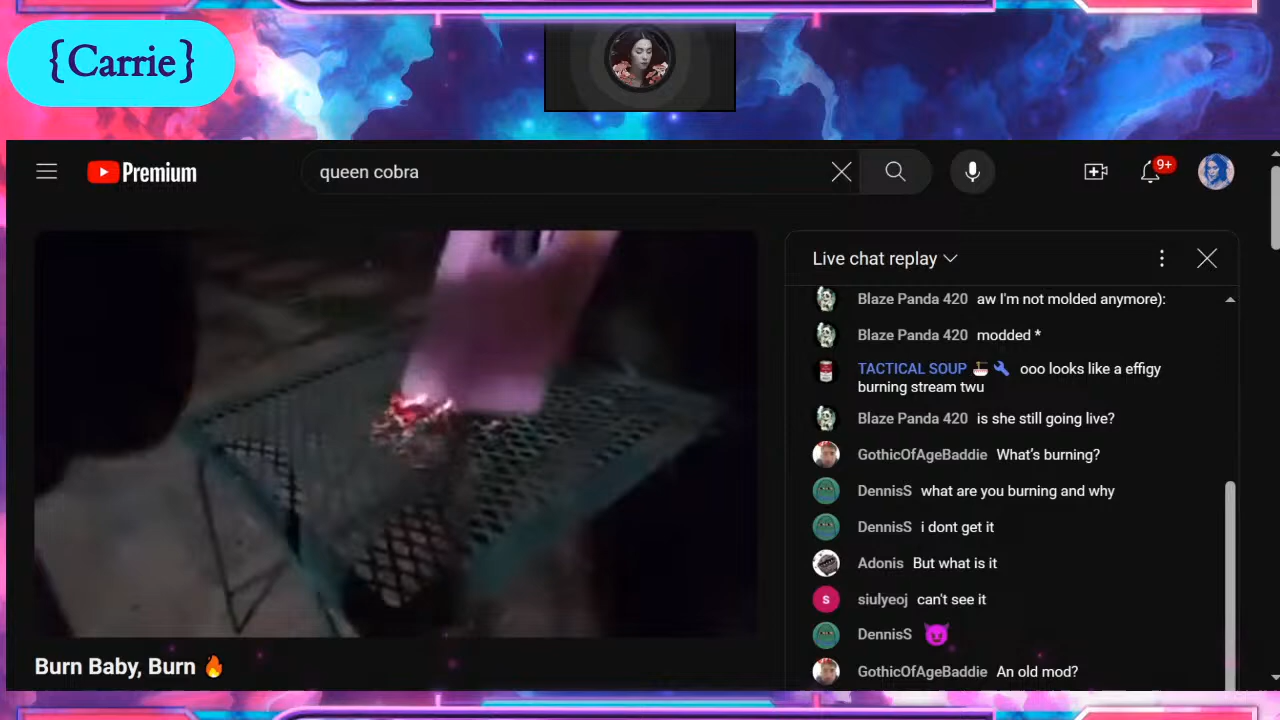 {Carrie}
Premium
queen cobra
9+
Live chat replay
Blaze Panda 420 aw I'm not molded anymore):
Blaze Panda 420 modded *
TACTICAL SOUP 🍜 🔧 ooo looks like a effigy
burning stream twu
Blaze Panda 420 is she still going live?
GothicOfAgeBaddie What's burning?
DennisS what are you burning and why
DennisS i dont get it
Adonis But what is it
S siulyeoj can't see it
DennisS 😈
GothicOfAgeBaddie An old mod?
Burn Baby, Burn 🔥